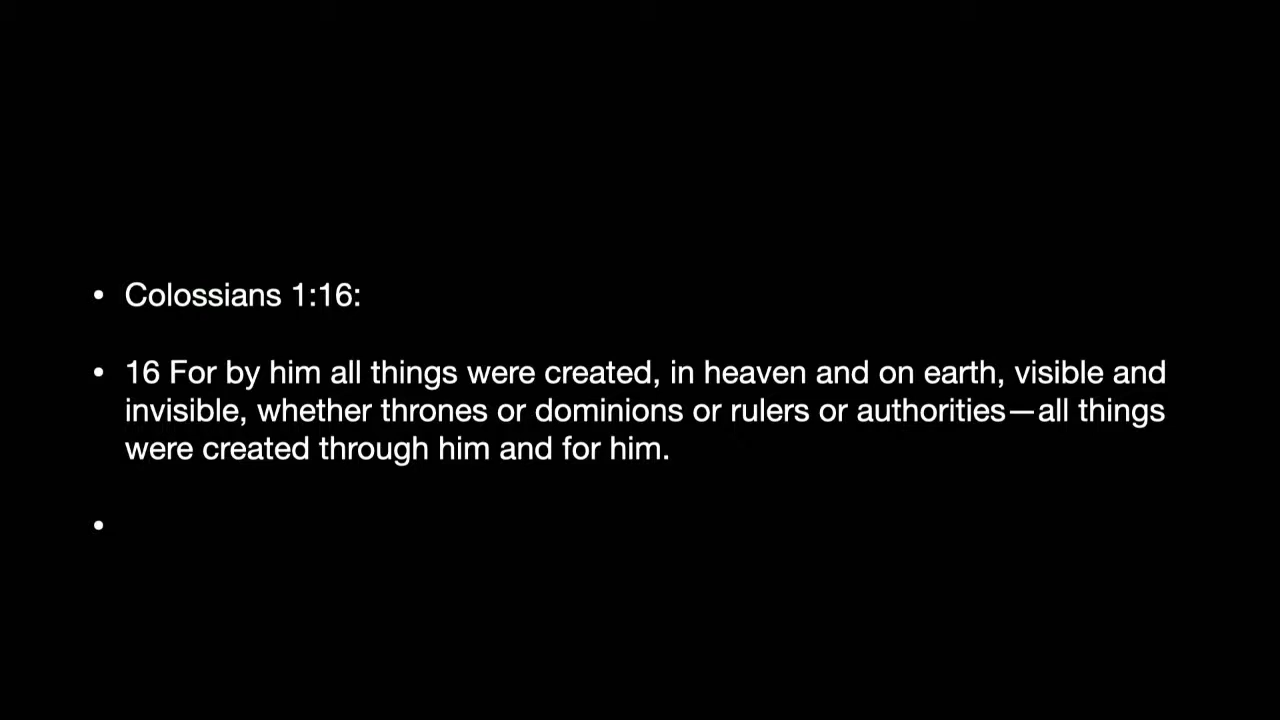 • Colossians 1:16:
• 16 For by him all things were created, in heaven and on earth, visible and
invisible, whether thrones or dominions or rulers or authorities—all things
were created through him and for him.
•